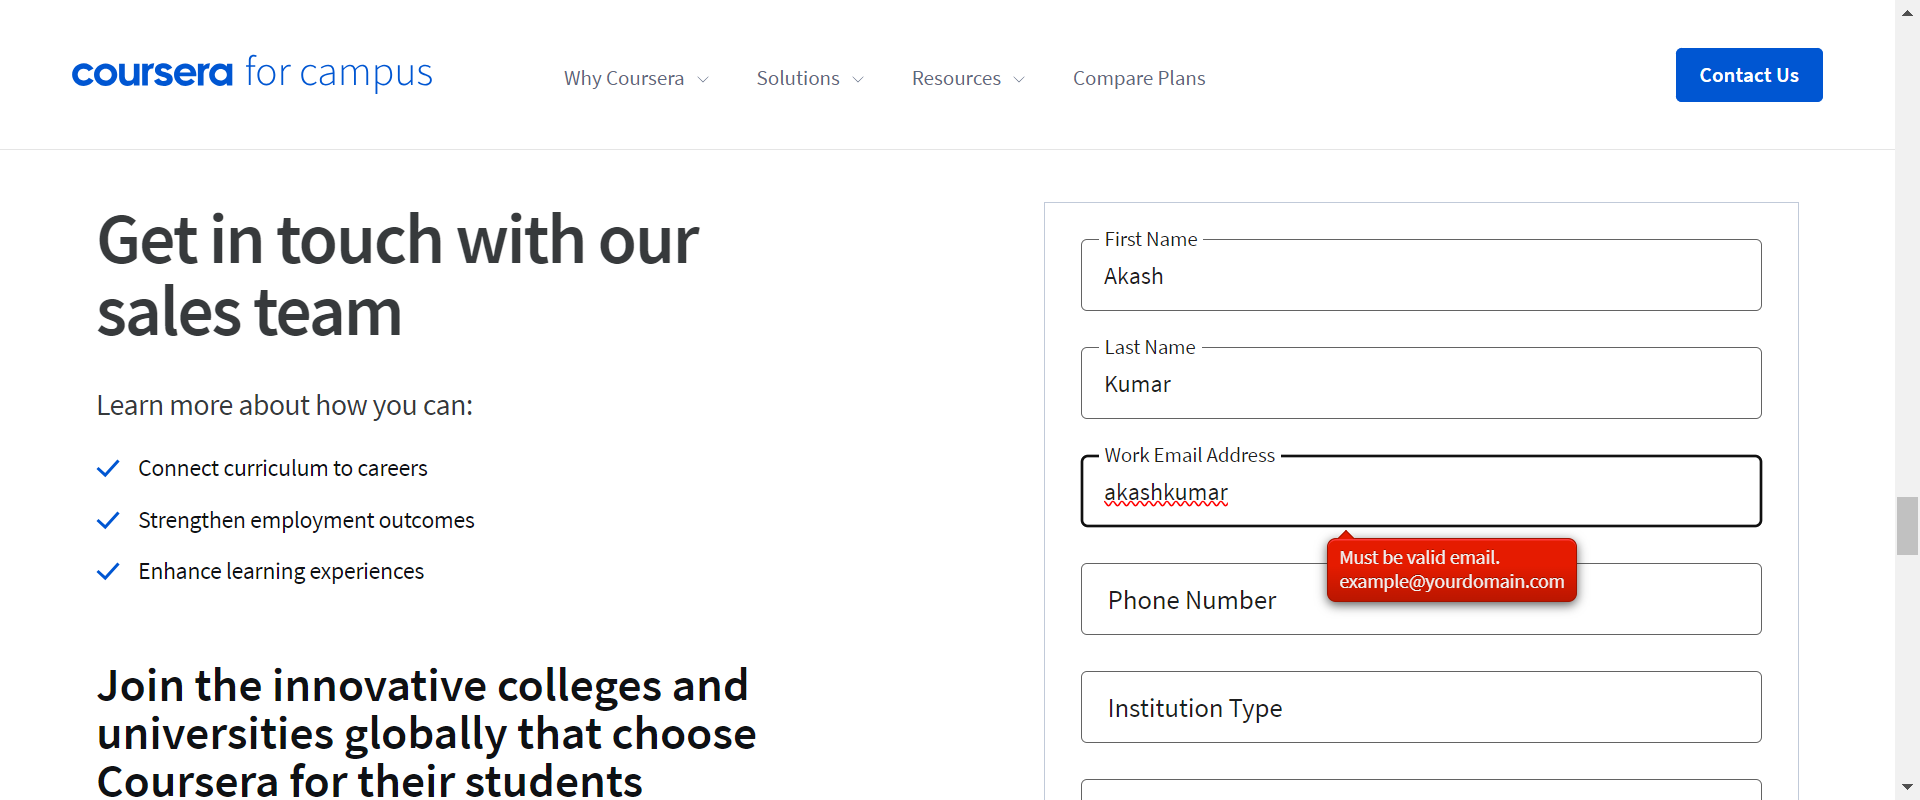 coursera for campus
Why Coursera
Solutions
Resources
Compare Plans
Contact Us
Get in touch with our
sales team
Learn more about how you can:
Connect curriculum to careers
Strengthen employment outcomes
Enhance learning experiences
Join the innovative colleges and
universities globally that choose
Coursera for their students
First Name
Akash
Last Name
Kumar
Work Email Address
akashkumar
Must be valid email.
example@yourdomain.com
Phone Number
Institution Type